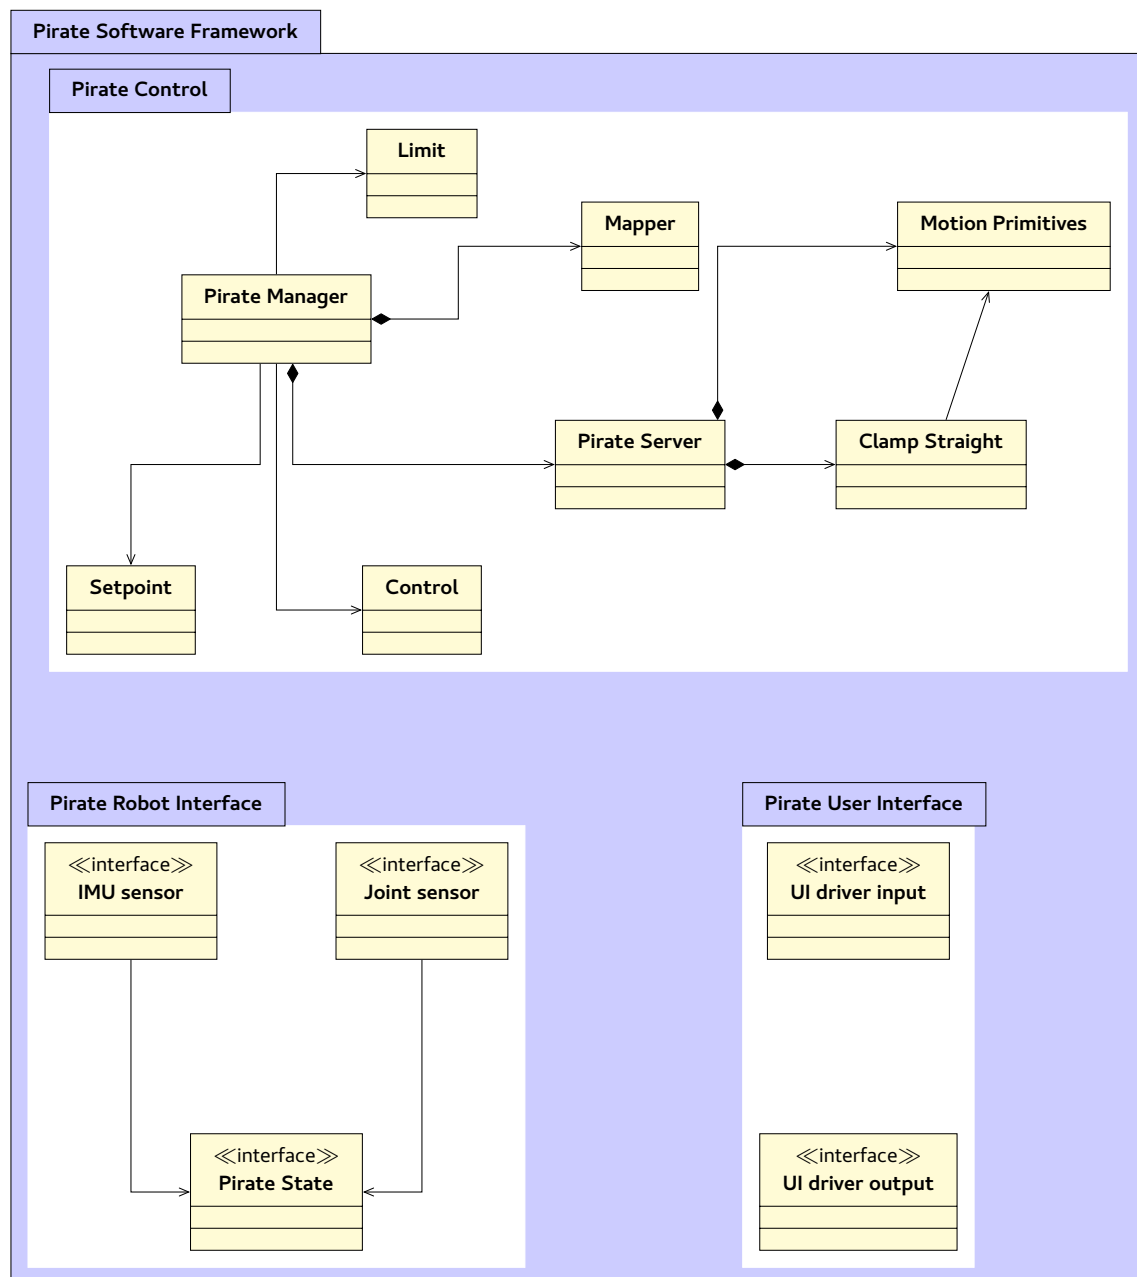 Pirate Software Framework
Pirate Control
Limit
Mapper
Motion Primitives
Pirate Manager
Pirate Server
Clamp Straight
Setpoint
Control
Pirate Robot Interface
Pirate User Interface
≪interface≫
IMU sensor
≪interface≫
Joint sensor
≪interface≫
UI driver input
≪interface≫
Pirate State
≪interface≫
UI driver output